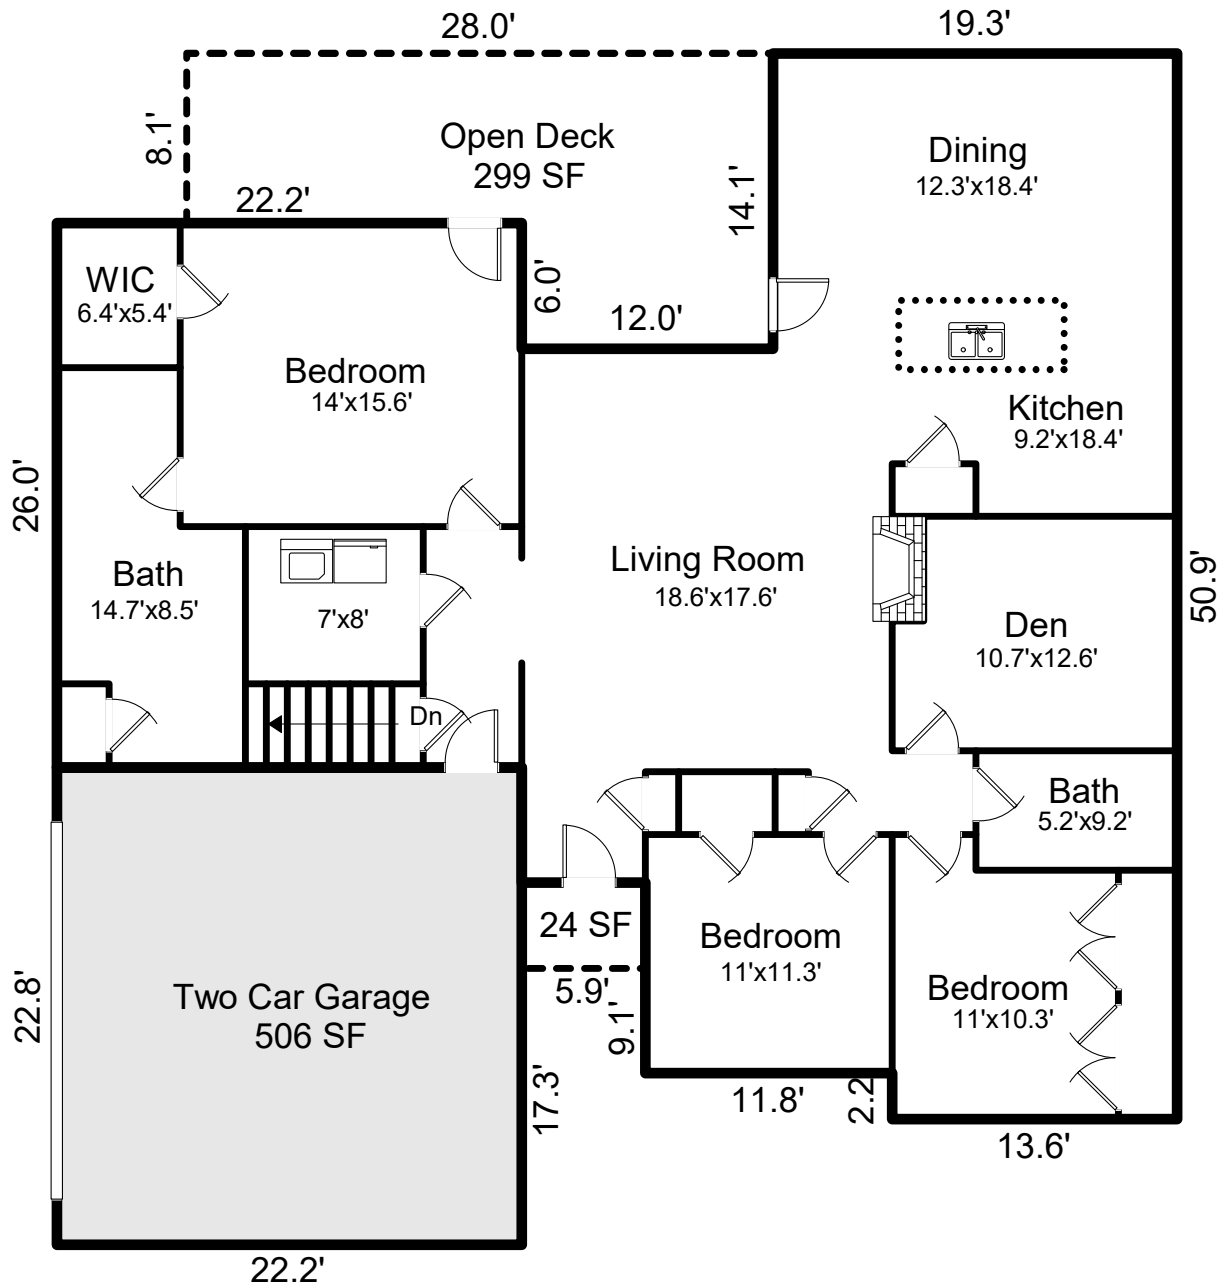 28.0'
19.3'
8.1'
Open Deck
299 SF
Dining
12.3'x18.4'
14.1'
22.2'
WIC
6.4'x5.4'
6.0'
12.0'
Bedroom
14'x15.6'
Kitchen
9.2'x18.4'
26.0'
Bath
14.7'x8.5'
7'x8'
Living Room
18.6'x17.6'
Den
10.7'x12.6'
50.9'
Dn
Bath
5.2'x9.2'
24 SF
Bedroom
11'x11.3'
5.9'
9.1'
Bedroom
11'x10.3'
Two Car Garage
506 SF
22.8'
17.3'
11.8'
2.2
13.6'
22.2'